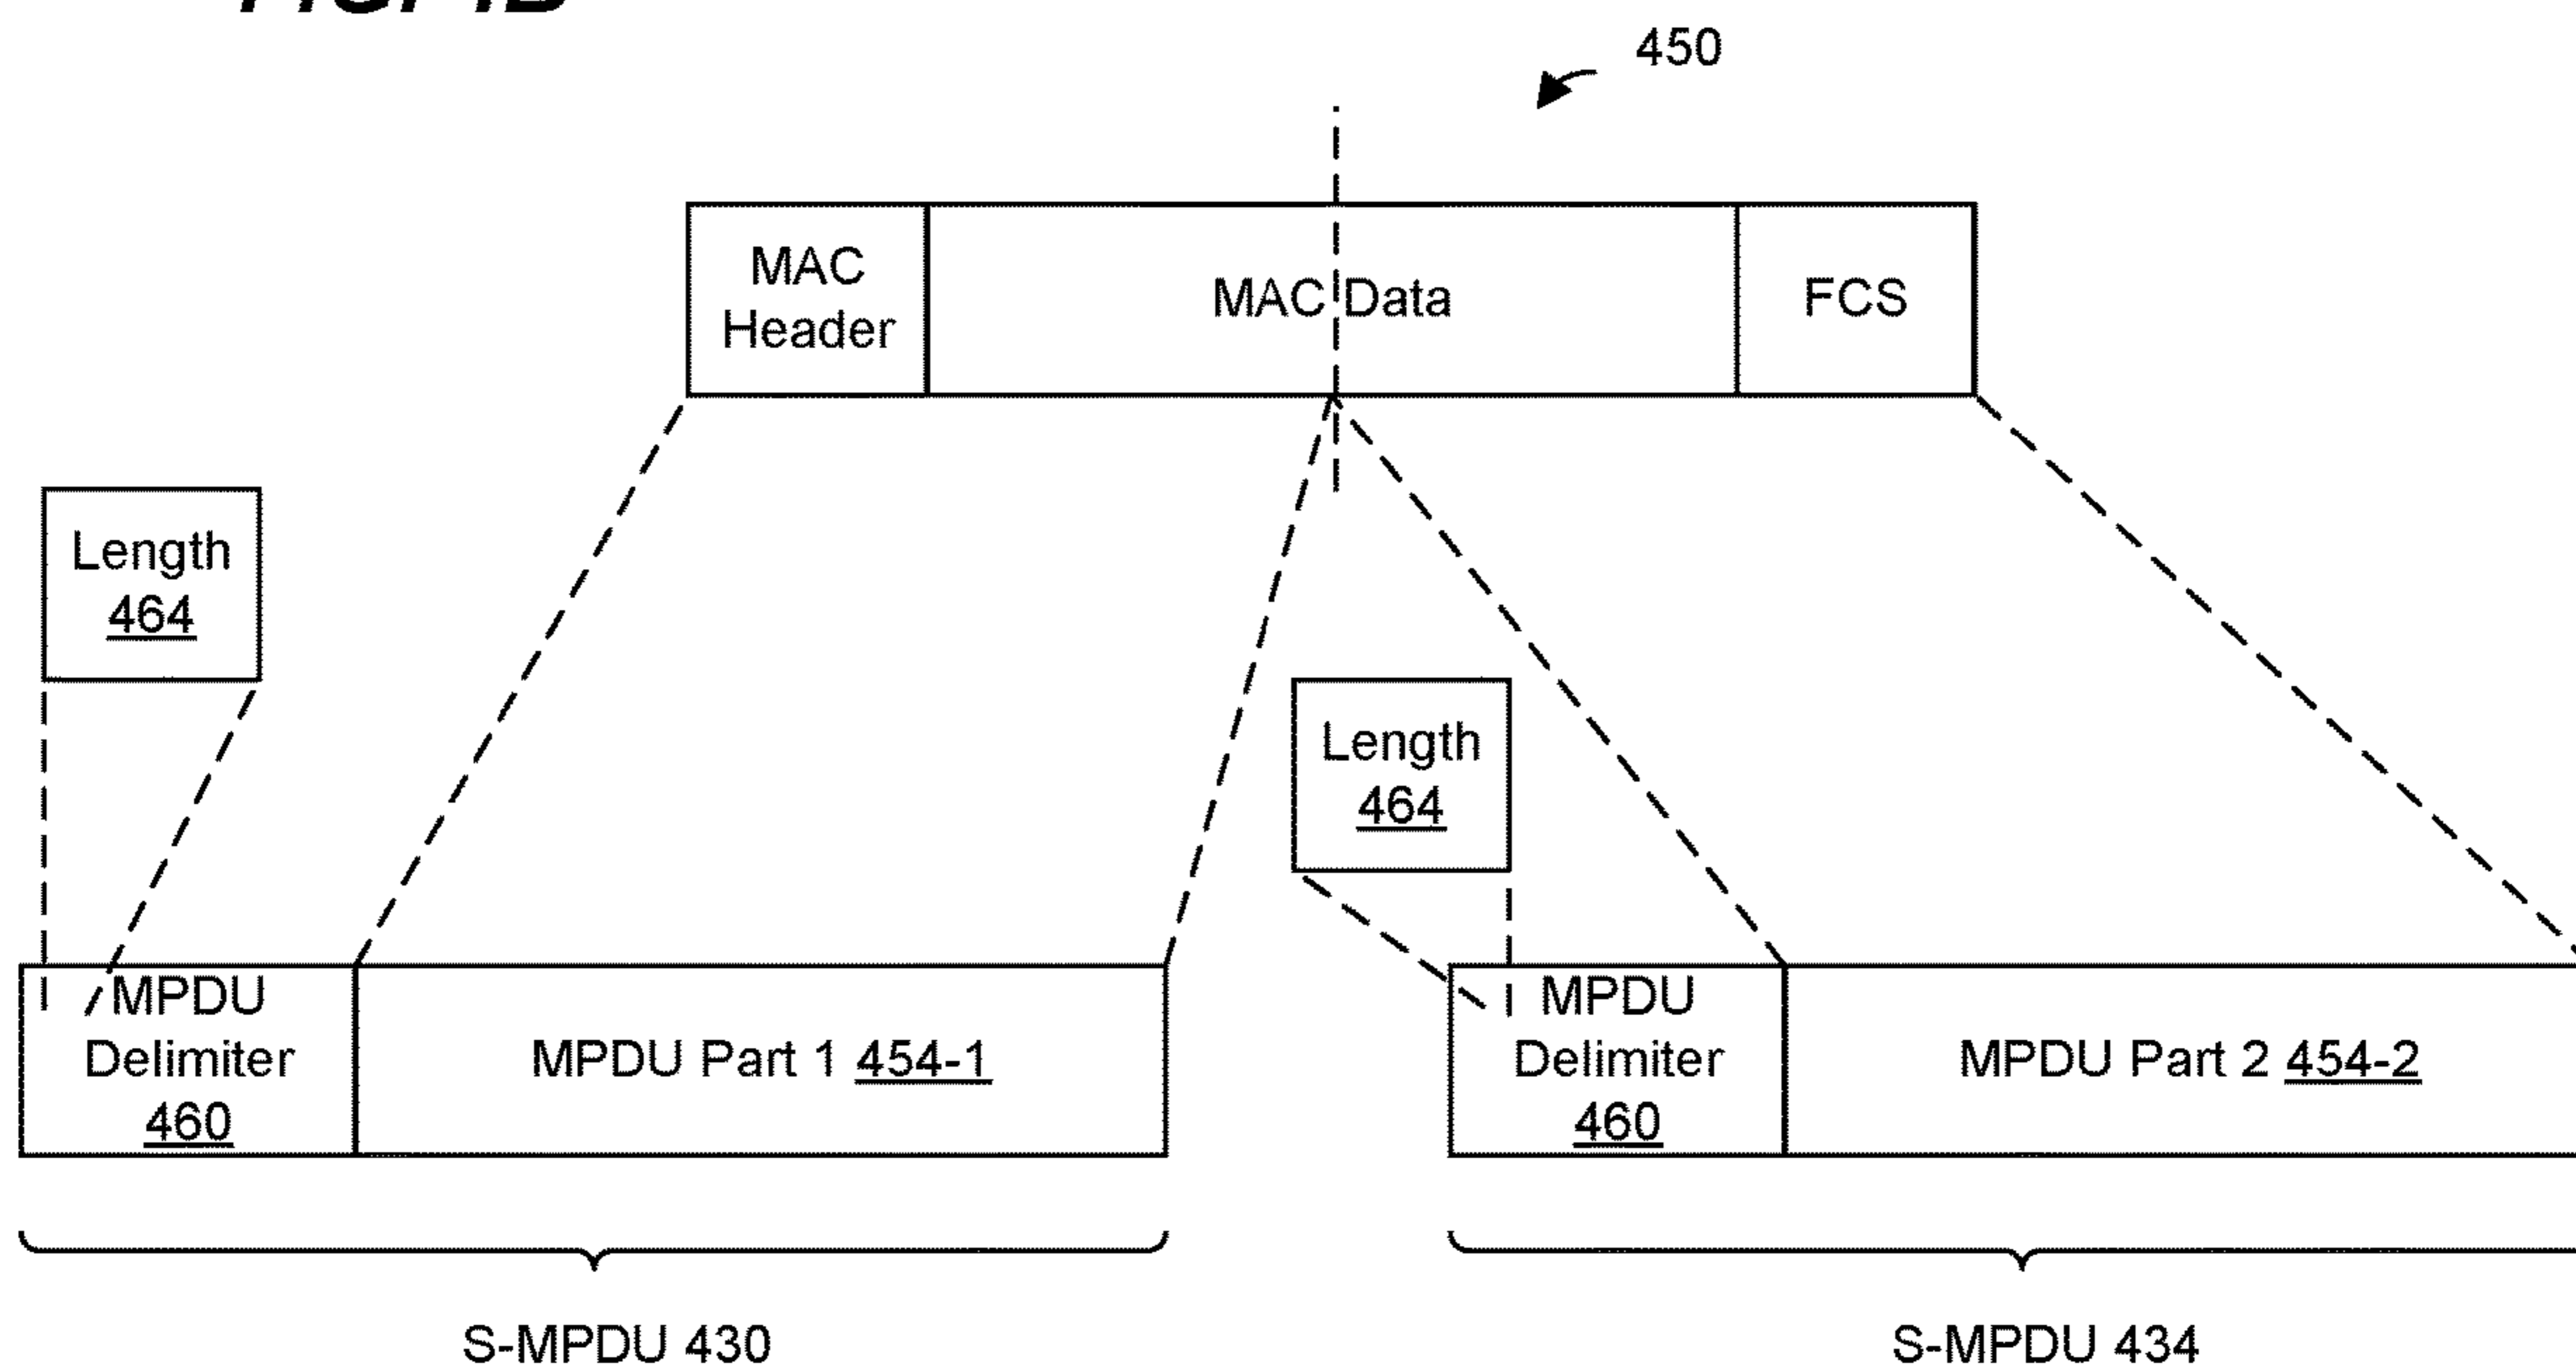 450
MAC
Header
MAC Data
FCS
Length
464
Length
464
MPDU
Delimiter
460
MPDU Part 1 454-1
MPDU
Delimiter
460
MPDU Part 2 454-2
S-MPDU 430
S-MPDU 434